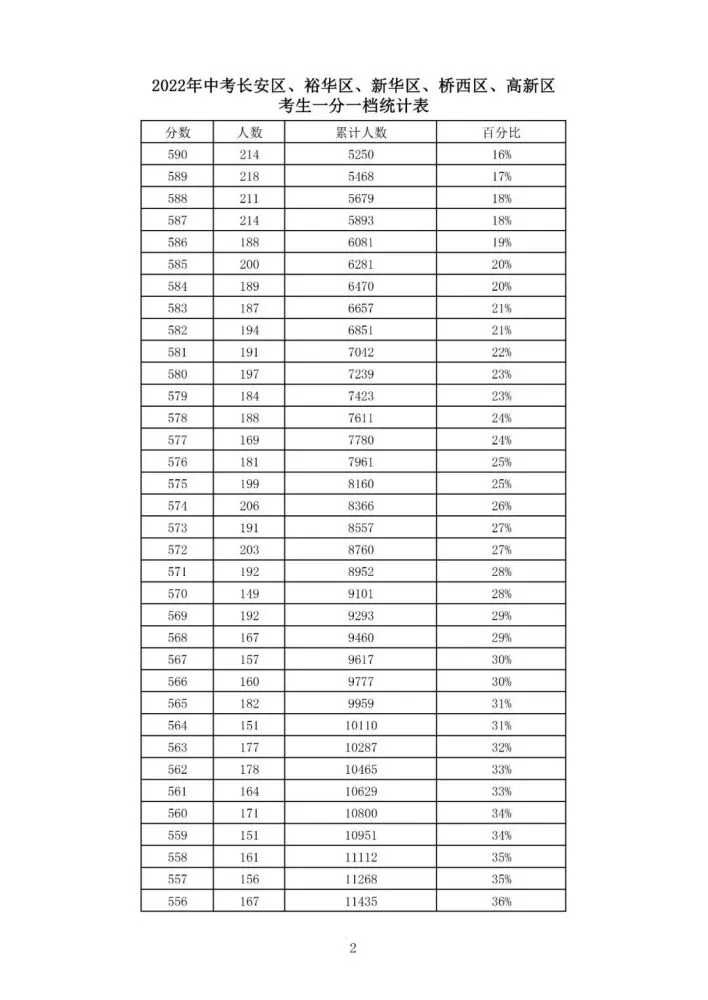 2022年中考长安区、裕华区、新华区、桥西区、高新区
考生一分一档统计表
分数 人数 累计人数 百分比
590 214 5250 16%
589 218 5468 17%
588 211 5679 18%
587 214 5893 18%
586 188 6081 19%
585 200 6281 20%
584 189 6470 20%
583 187 6657 21%
582 194 6851 21%
581 191 7042 22%
580 197 7239 23%
579 184 7423 23%
578 188 7611 24%
577 169 7780 24%
576 181 7961 25%
575 199 8160 25%
574 206 8366 26%
573 191 8557 27%
572 203 8760 27%
571 192 8952 28%
570 149 9101 28%
569 192 9293 29%
568 167 9460 29%
567 157 9617 30%
566 160 9777 30%
565 182 9959 31%
564 151 10110 31%
563 177 10287 32%
562 178 10465 33%
561 164 10629 33%
560 171 10800 34%
559 151 10951 34%
558 161 11112 35%
557 156 11268 35%
556 167 11435 36%
2